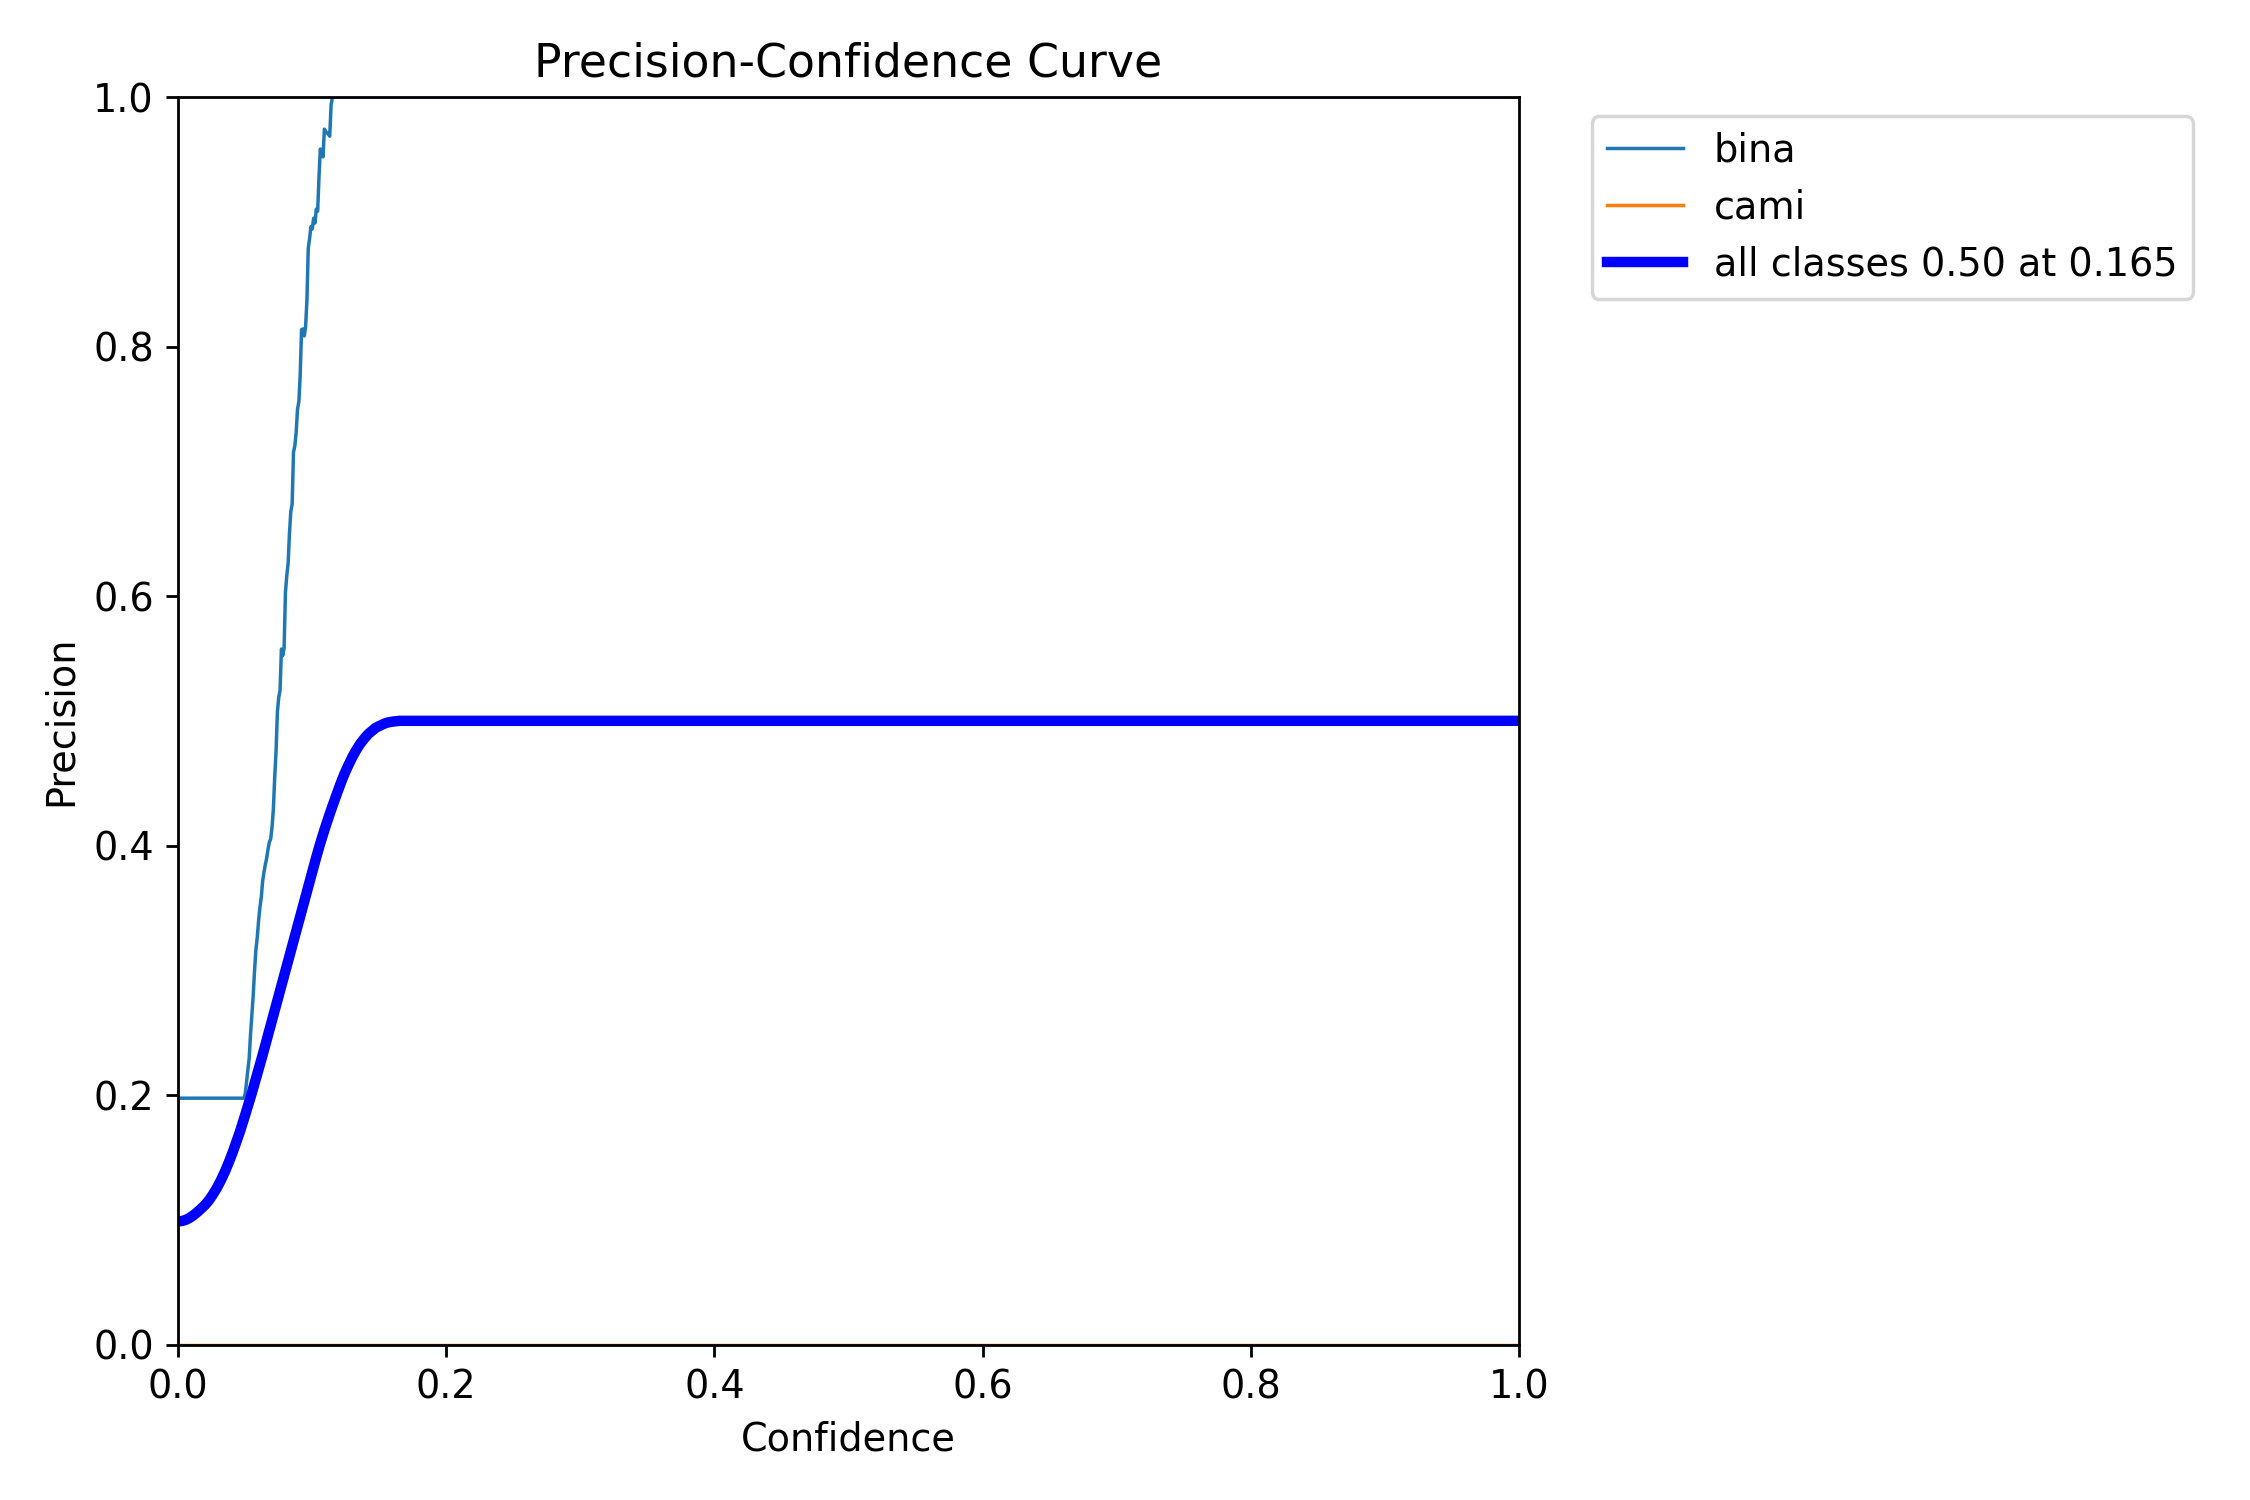 Precision-Confidence Curve
1.0
0.8
0.6
0.4
0.2
0.0
Precision
0.0 0.2 0.4 0.6 0.8 1.0
Confidence
bina
cami
all classes 0.50 at 0.165